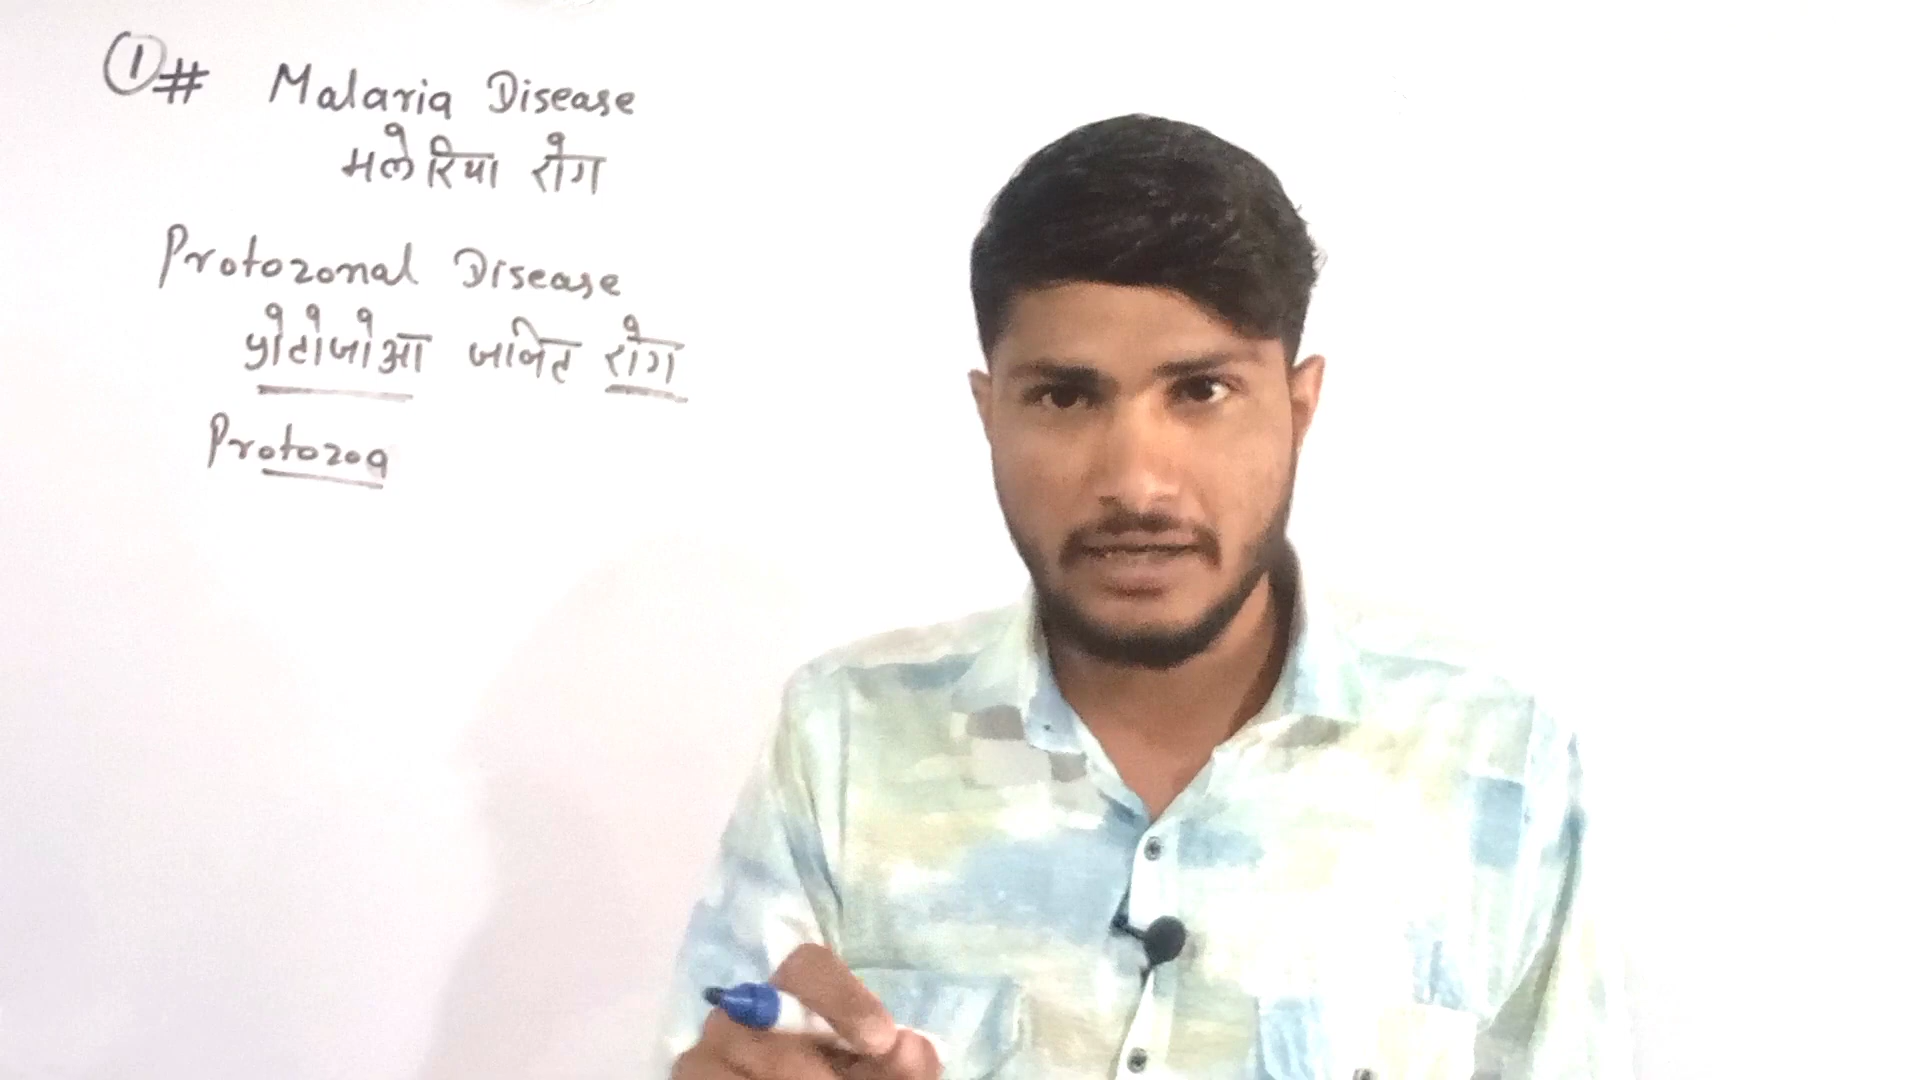 ① # Malaria Disease
मलेरिया रोग
Protozonal Disease
प्रोटोजोआ जनित रोग
Protozoa